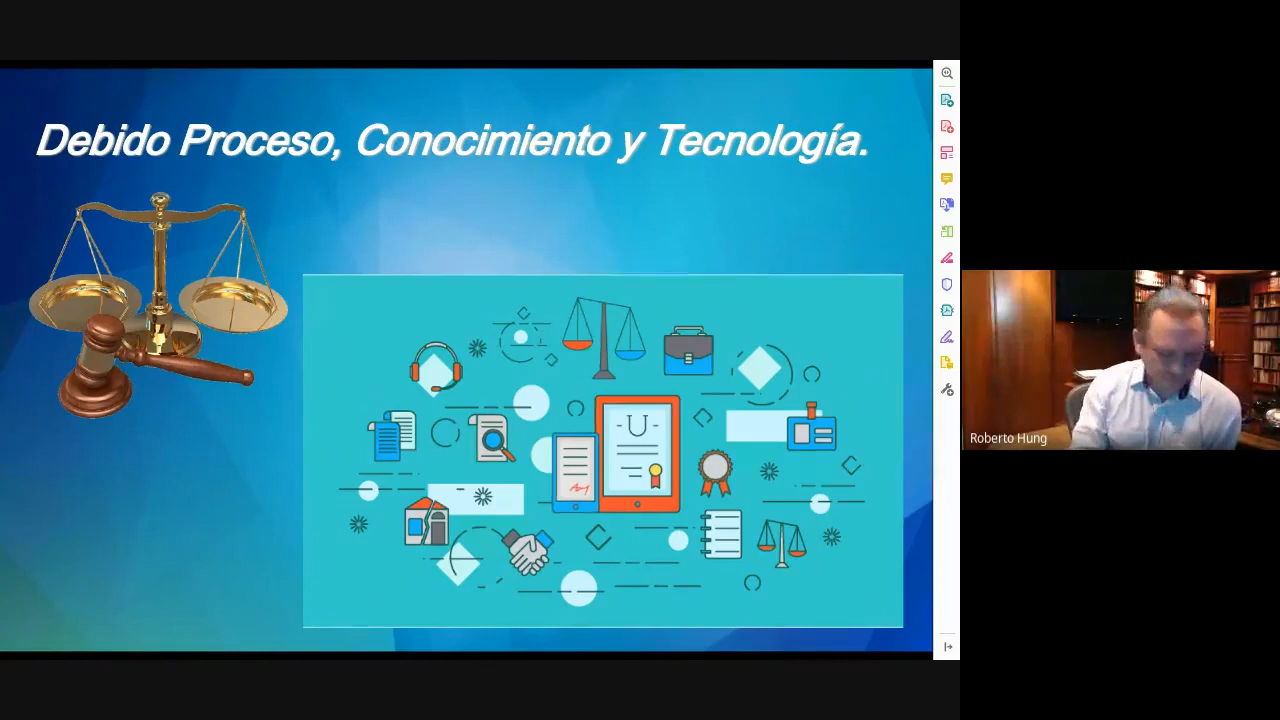 Debido Proceso, Conocimiento y Tecnología.
Roberto Hung